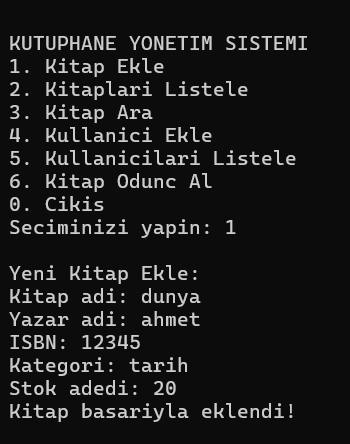 KUTUPHANE YONETIM SISTEMI
1. Kitap Ekle
2. Kitaplari Listele
3. Kitap Ara
4. Kullanici Ekle
5. Kullanicilari Listele
6. Kitap Odunc Al
0. Cikis
Seciminizi yapin: 1
Yeni Kitap Ekle:
Kitap adi: dunya
Yazar adi: ahmet
ISBN: 12345
Kategori: tarih
Stok adedi: 20
Kitap basariyla eklendi!